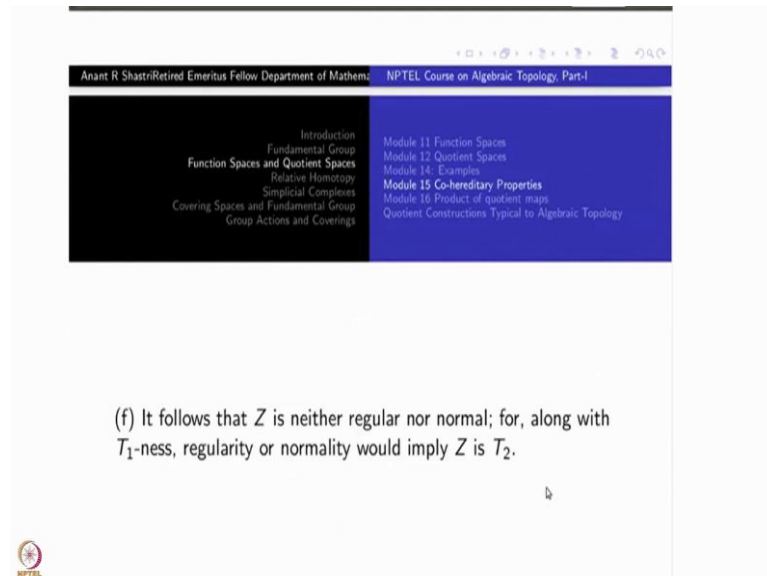 Anant R ShastriRetired Emeritus Fellow Department of Mathema
NPTEL Course on Algebraic Topology, Part-I
Introduction
Fundamental Group
Function Spaces and Quotient Spaces
Relative Homotopy
Simplicial Complexes
Covering Spaces and Fundamental Group
Group Actions and Coverings
Module 11 Function Spaces
Module 12 Quotient Spaces
Module 14: Examples
Module 15 Co-hereditary Properties
Module 16 Product of quotient maps
Quotient Constructions Typical to Algebraic Topology
(f) It follows that Z is neither regular nor normal; for, along with
T₁-ness, regularity or normality would imply Z is T₂.
NPTEL